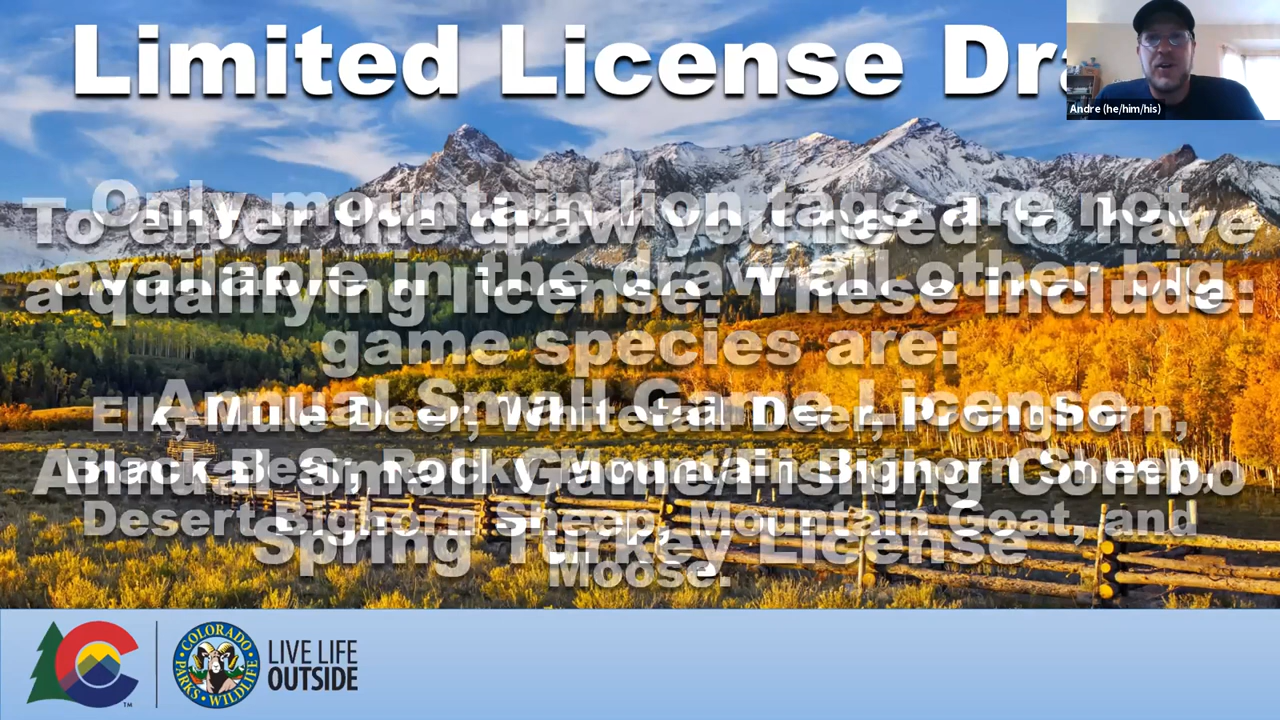 Limited License Dra
Andre (he/him/his)
Only mountain lion tags are not
available in the draw, all other big
game species are:
Elk, Mule Deer, Whitetail Deer, Pronghorn,
Black Bear, Rocky Mountain Bighorn Sheep,
Desert Bighorn Sheep, Mountain Goat, and
Moose.
To enter the draw you need to have
a qualifying license. These include:
Annual Small Game License
Annual Small Game/Fishing Combo
Spring Turkey License
COLORADO
PARKS & WILDLIFE
LIVE LIFE
OUTSIDE
TM